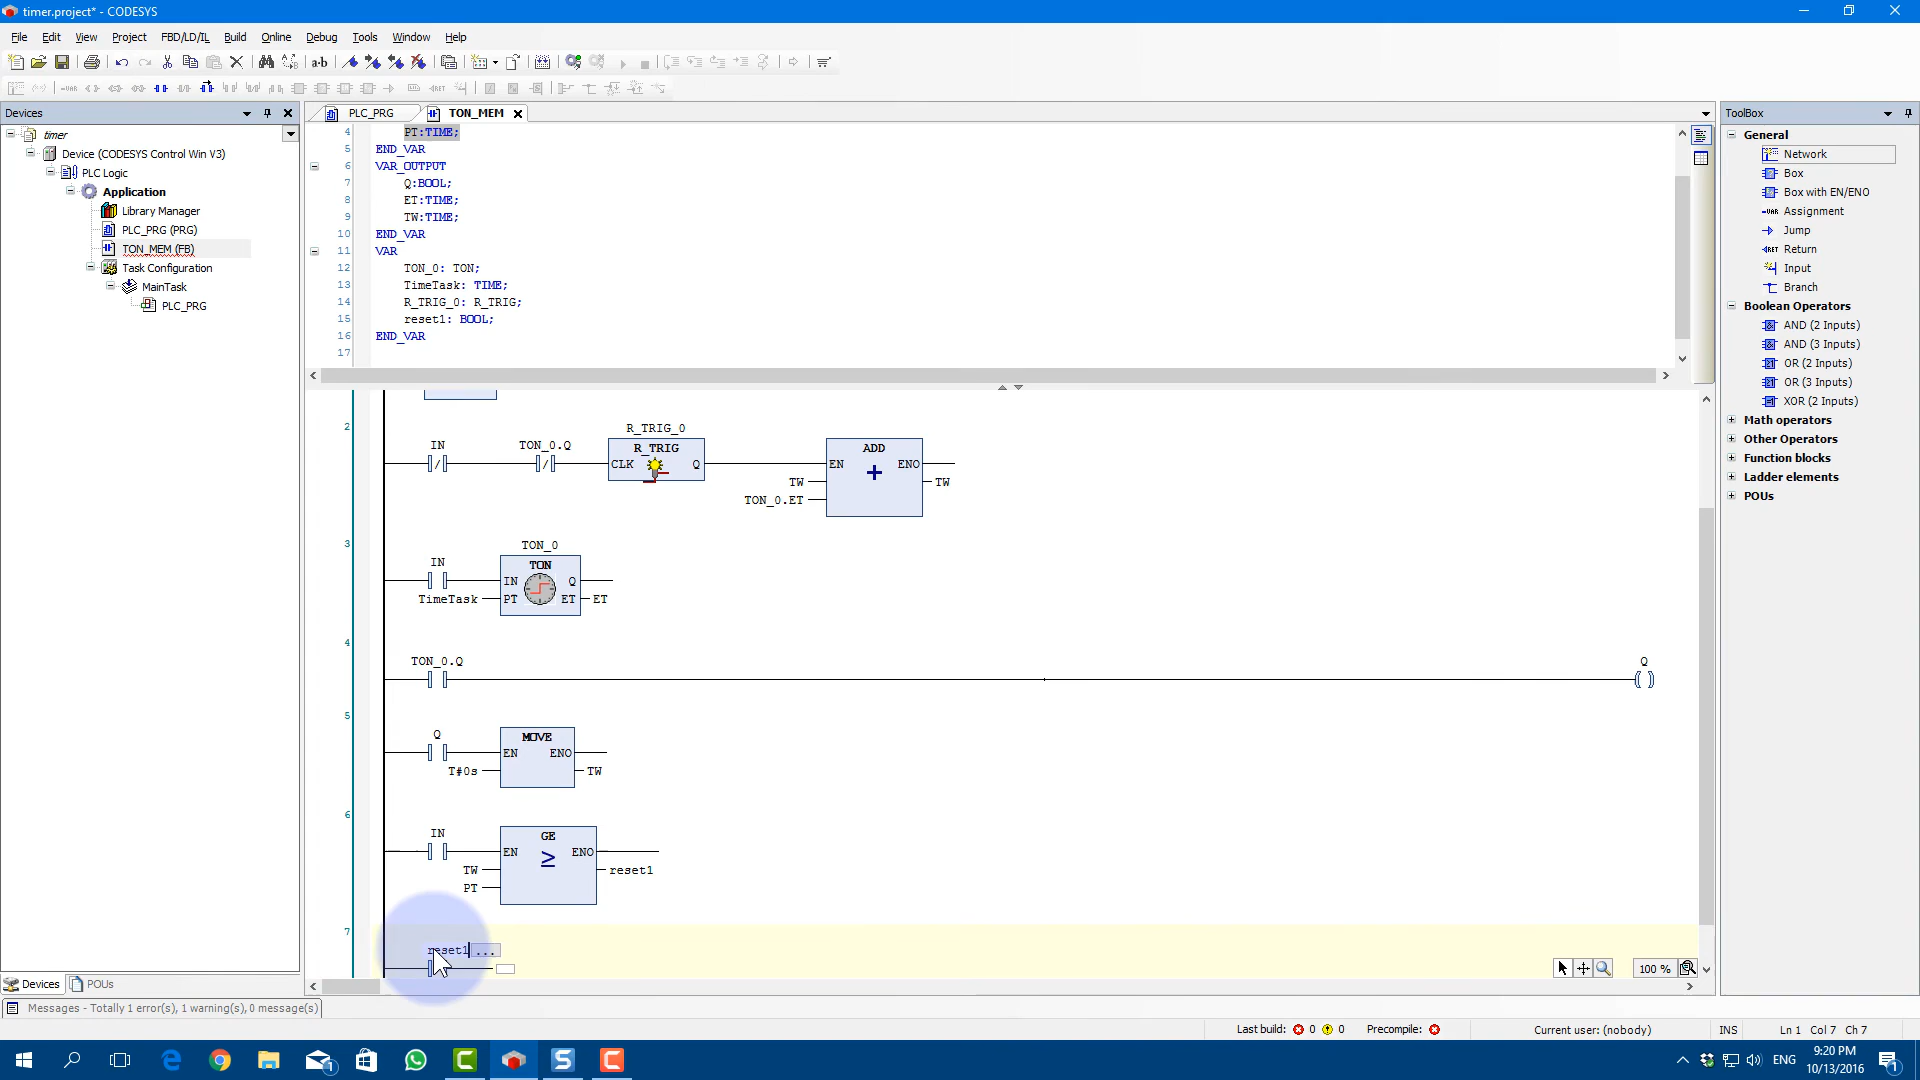 timer.project* - CODESYS
File Edit View Project FBD/LD/IL Build Online Debug Tools Window Help
Devices
timer
Device (CODESYS Control Win V3)
PLC Logic
Application
Library Manager
PLC_PRG (PRG)
TON_MEM (FB)
Task Configuration
MainTask
PLC_PRG
Devices POUs
PLC_PRG TON_MEM
4 PT:TIME;
5 END_VAR
6 VAR_OUTPUT
7 Q:BOOL;
8 ET:TIME;
9 TW:TIME;
10 END_VAR
11 VAR
12 TON_0: TON;
13 TimeTask: TIME;
14 R_TRIG_0: R_TRIG;
15 reset1: BOOL;
16 END_VAR
17
2
R_TRIG_0
IN TON_0.Q R_TRIG ADD
CLK Q EN ENO
TW TW
TON_0.ET
3
TON_0
IN TON
IN Q
TimeTask PT ET ET
4
TON_0.Q Q
5
Q MOVE
EN ENO
T#0s TW
6
IN GE
EN ENO
TW reset1
PT
7
reset1 ...
100 %
ToolBox
General
Network
Box
Box with EN/ENO
Assignment
Jump
Return
Input
Branch
Boolean Operators
AND (2 Inputs)
AND (3 Inputs)
OR (2 Inputs)
OR (3 Inputs)
XOR (2 Inputs)
Math operators
Other Operators
Function blocks
Ladder elements
POUs
Messages - Totally 1 error(s), 1 warning(s), 0 message(s)
Last build: 0 0 Precompile: Current user: (nobody) INS Ln 1 Col 7 Ch 7
ENG
9:20 PM
10/13/2016